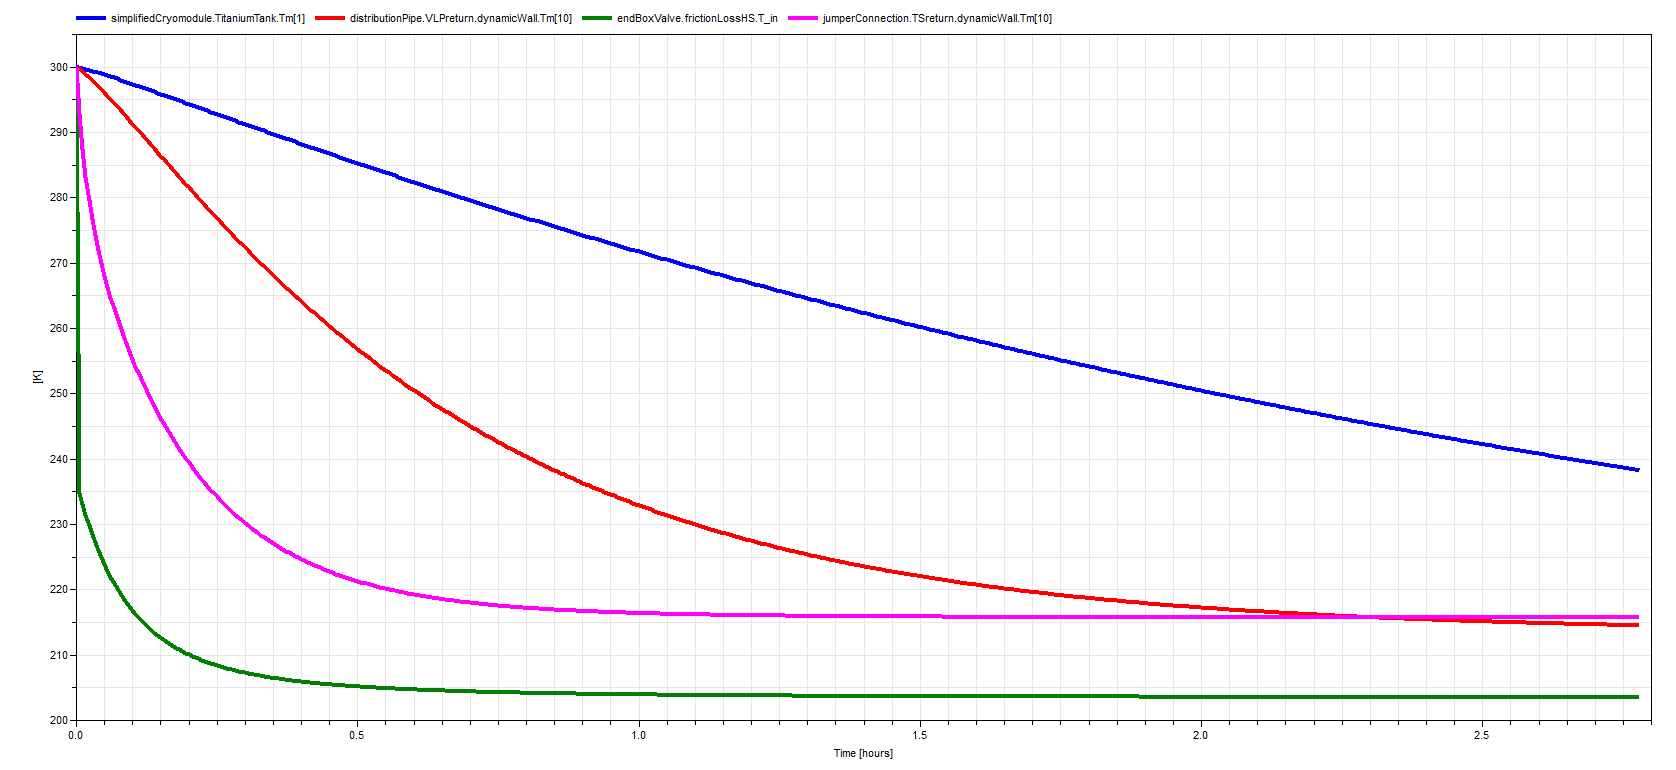 simplifiedCryomodule.TitaniumTank.Tm[1] distributionPipe.VLPreturn.dynamicWall.Tm[10] endBoxValve.frictionLossHS.T_in jumperConnection.TSreturn.dynamicWall.Tm[10]
300
290
280
270
260
250
240
230
220
210
200
[K]
0.0 0.5 1.0 1.5 2.0 2.5
Time [hours]